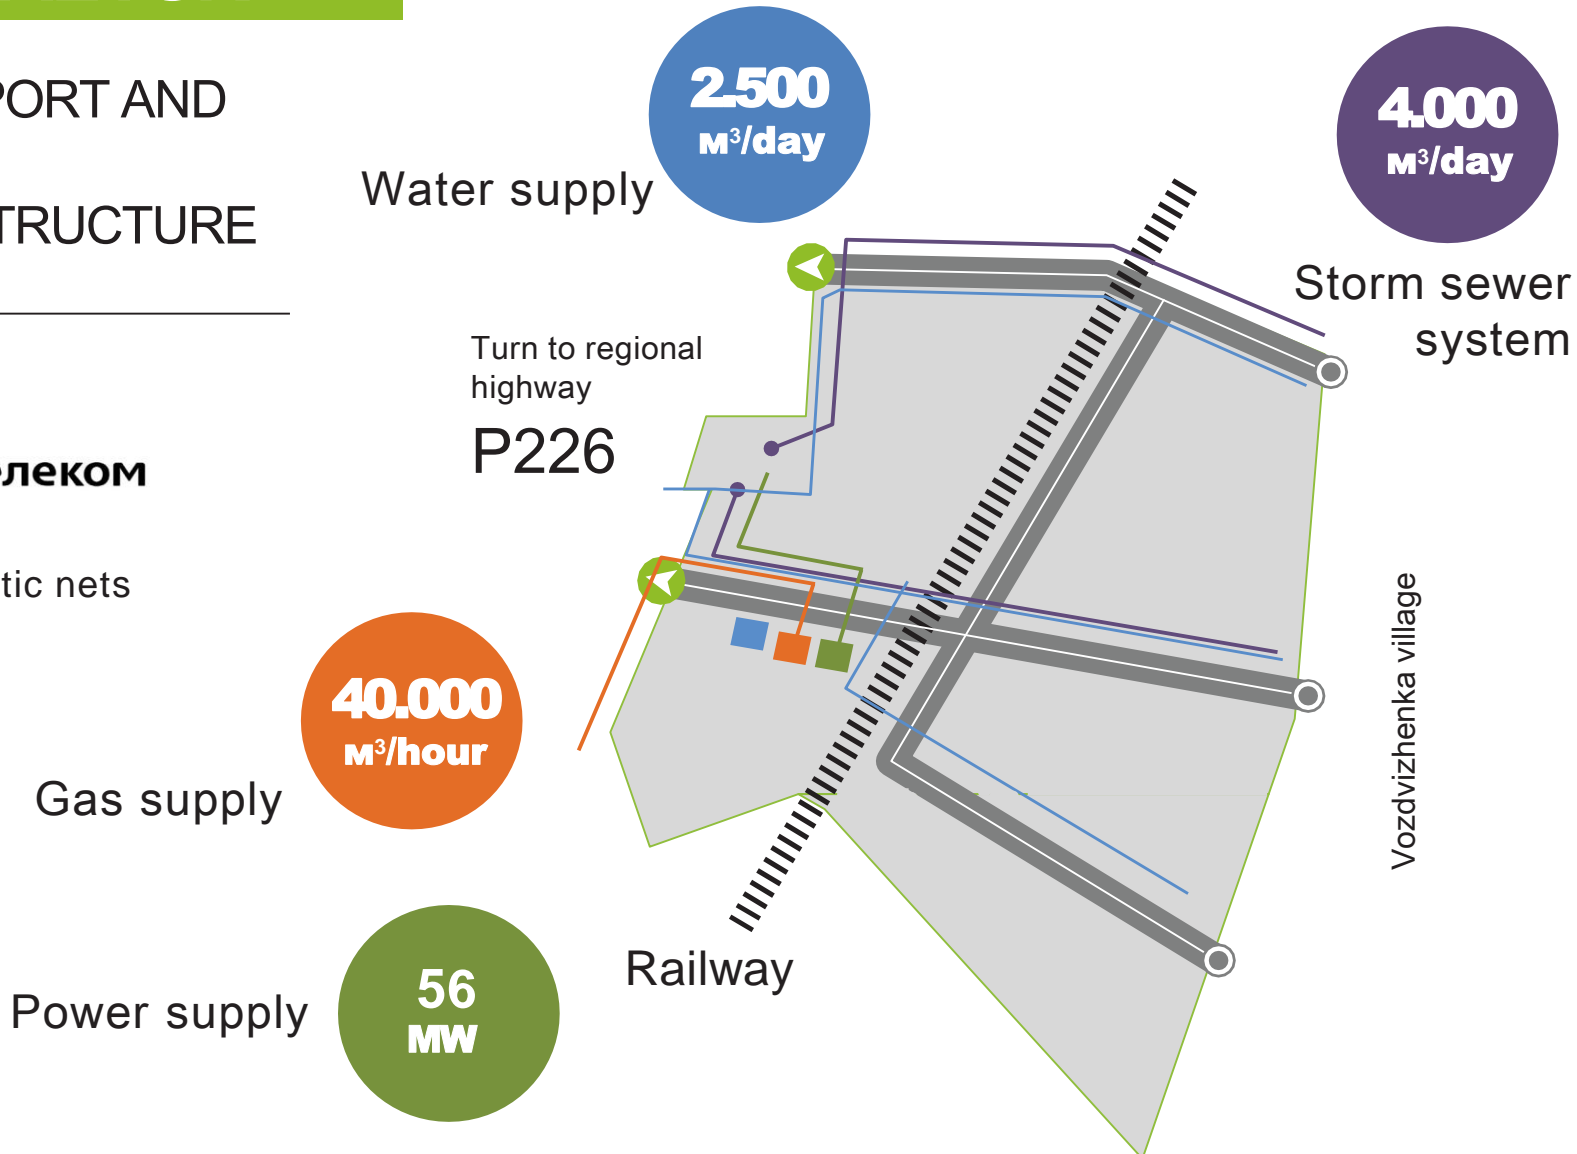 PORT AND
TRUCTURE
2.500
м³/day
Water supply
4.000
м³/day
Storm sewer
system
Turn to regional
highway
P226
елеком
tic nets
40.000
м³/hour
Gas supply
Vozdvizhenka village
Railway
56
MW
Power supply